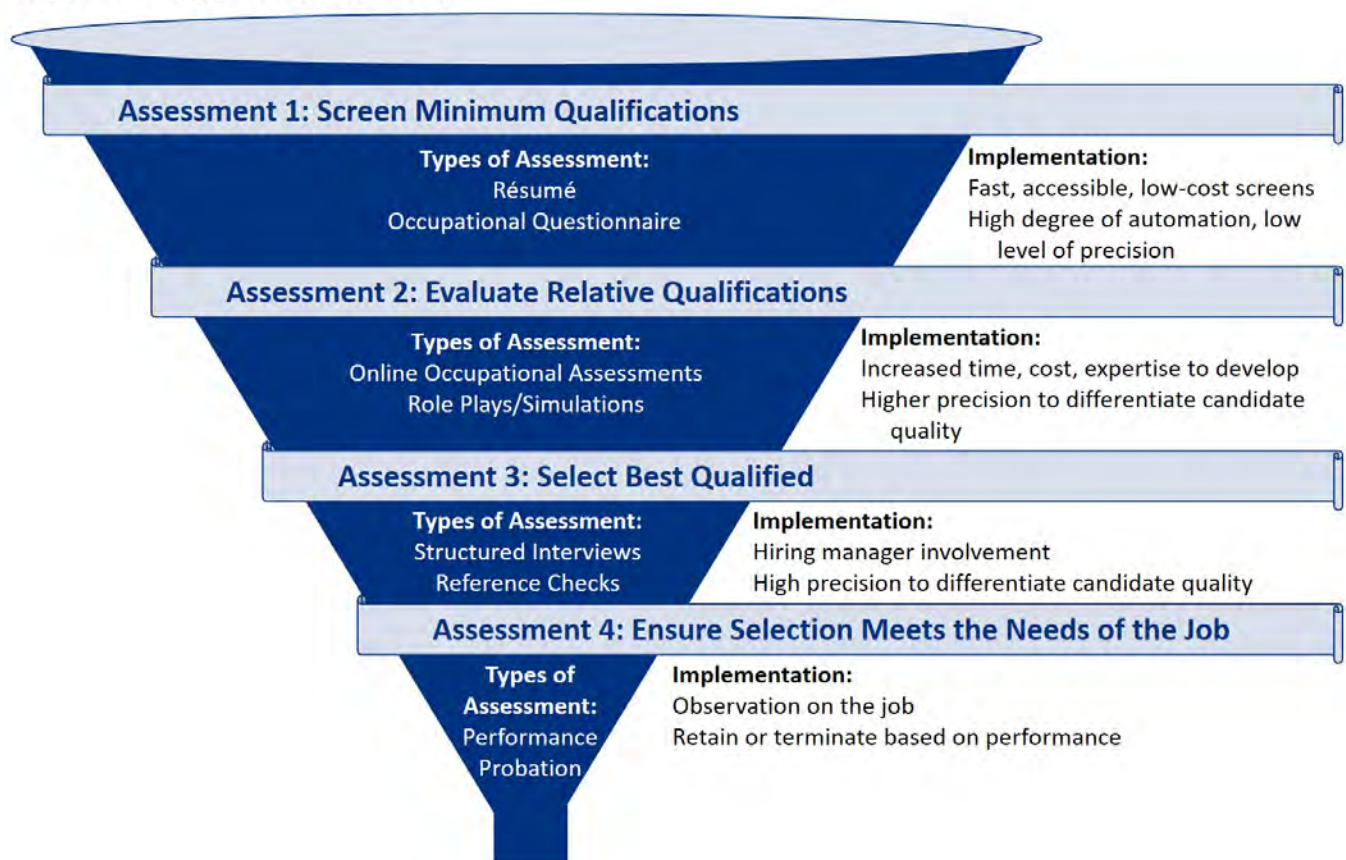 Assessment 1: Screen Minimum Qualifications
Types of Assessment:
Résumé
Occupational Questionnaire
Implementation:
Fast, accessible, low-cost screens
High degree of automation, low
level of precision
Assessment 2: Evaluate Relative Qualifications
Types of Assessment:
Online Occupational Assessments
Role Plays/Simulations
Implementation:
Increased time, cost, expertise to develop
Higher precision to differentiate candidate
quality
Assessment 3: Select Best Qualified
Types of Assessment:
Structured Interviews
Reference Checks
Implementation:
Hiring manager involvement
High precision to differentiate candidate quality
Assessment 4: Ensure Selection Meets the Needs of the Job
Types of
Assessment:
Performance
Probation
Implementation:
Observation on the job
Retain or terminate based on performance